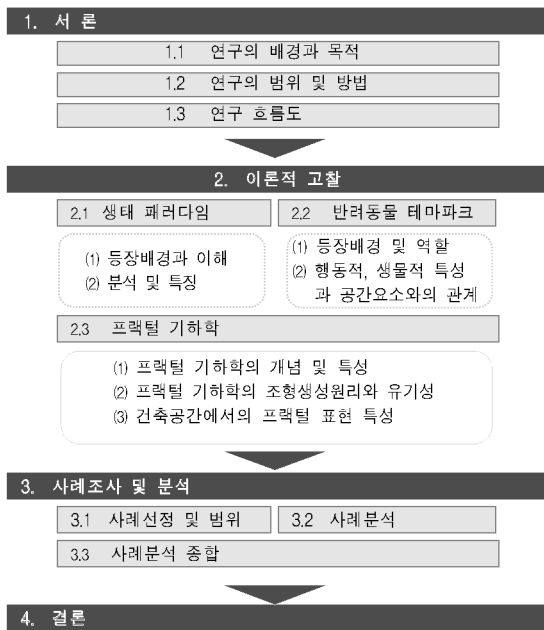 1. 서 론
1.1 연구의 배경과 목적
1.2 연구의 범위 및 방법
1.3 연구 흐름도
2. 이론적 고찰
2.1 생태 패러다임
(1) 등장배경과 이해
(2) 분석 및 특징
2.2 반려동물 테마파크
(1) 등장배경 및 역할
(2) 행동적, 생물적 특성
과 공간요소와의 관계
2.3 프랙털 기하학
(1) 프랙털 기하학의 개념 및 특성
(2) 프랙털 기하학의 조형생성원리와 유기성
(3) 건축공간에서의 프랙털 표현 특성
3. 사례조사 및 분석
3.1 사례선정 및 범위
3.2 사례분석
3.3 사례분석 종합
4. 결론